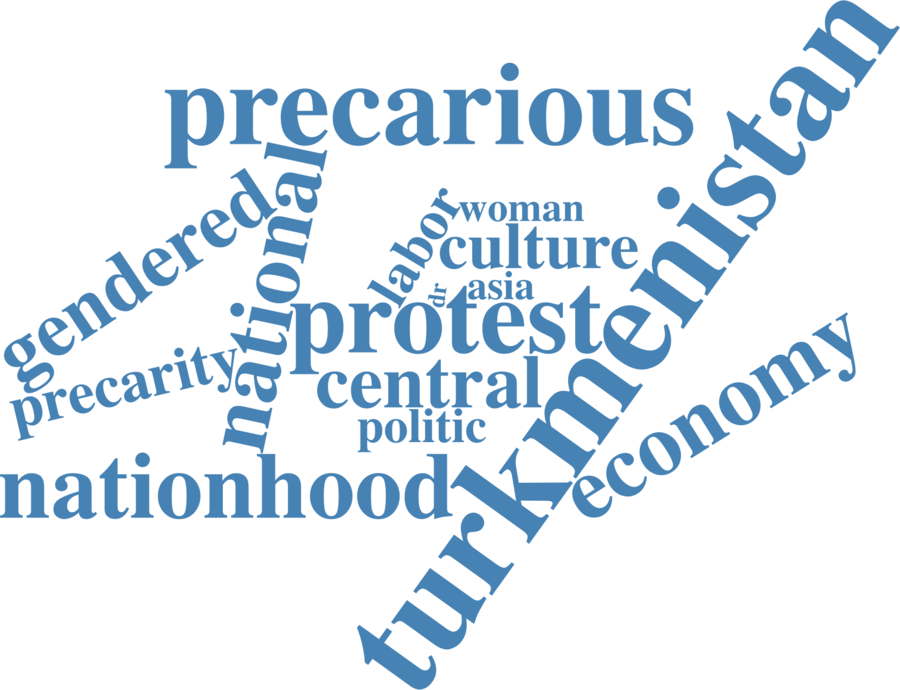 precarious
turkmenistan
gendered
national
labor
woman
culture
dr
asia
protest
precarity
central
economy
politic
nationhood